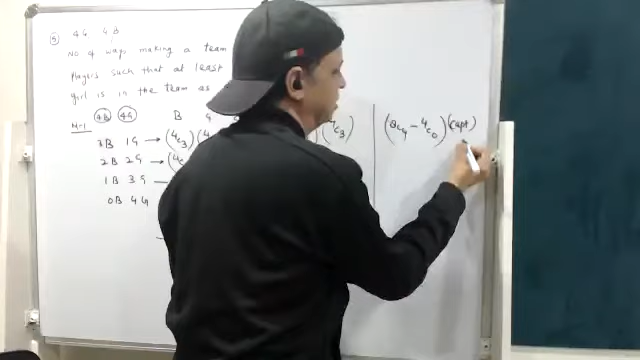 ⑤ 4G 4B
No of ways making a team
players such that at least
girl is in the team as
M-1 4B 4G
B G
3B 1G → (4C3)(4
2B 2G → (4C
1B 3G —
0B 4G
C3)
(8C4 - 4C0)(Capt)